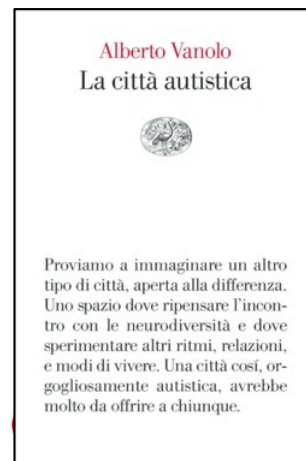 Alberto Vanolo
La città autistica
Proviamo a immaginare un altro
tipo di città, aperta alla differenza.
Uno spazio dove ripensare l'incon-
tro con le neurodiversità e dove
sperimentare altri ritmi, relazioni,
e modi di vivere. Una città cosí, or-
gogliosamente autistica, avrebbe
molto da offrire a chiunque.